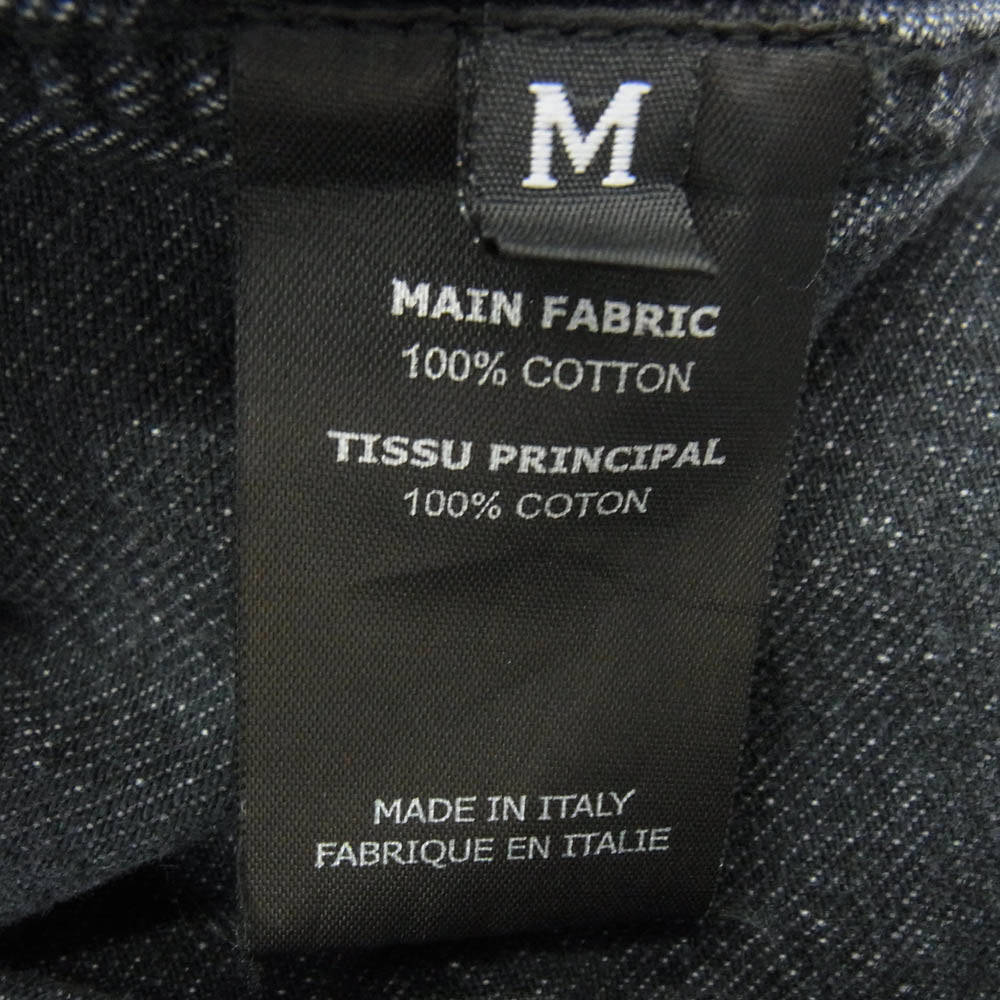 M
MAIN FABRIC
100% COTTON
TISSU PRINCIPAL
100% COTON
MADE IN ITALY
FABRIQUE EN ITALIE